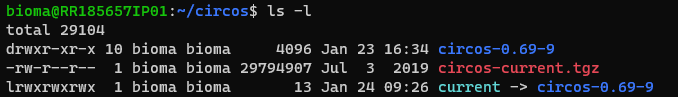 bioma@RR185657IP01:~/circos$ ls -l
total 29104
drwxr-xr-x 10 bioma bioma     4096 Jan 23 16:34 circos-0.69-9
-rw-r--r--  1 bioma bioma 29794907 Jul  3  2019 circos-current.tgz
lrwxrwxrwx  1 bioma bioma       13 Jan 24 09:26 current -> circos-0.69-9